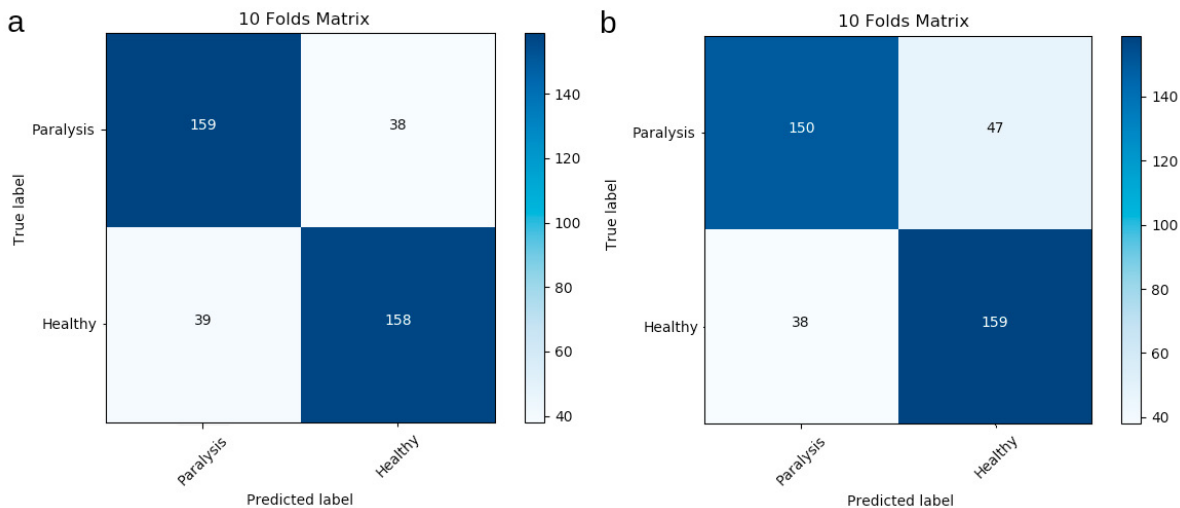 a
10 Folds Matrix
True label
Paralysis
Healthy
159
38
39
158
Paralysis
Healthy
Predicted label
140
120
100
80
60
40
b
10 Folds Matrix
True label
Paralysis
Healthy
150
47
38
159
Paralysis
Healthy
Predicted label
140
120
100
80
60
40